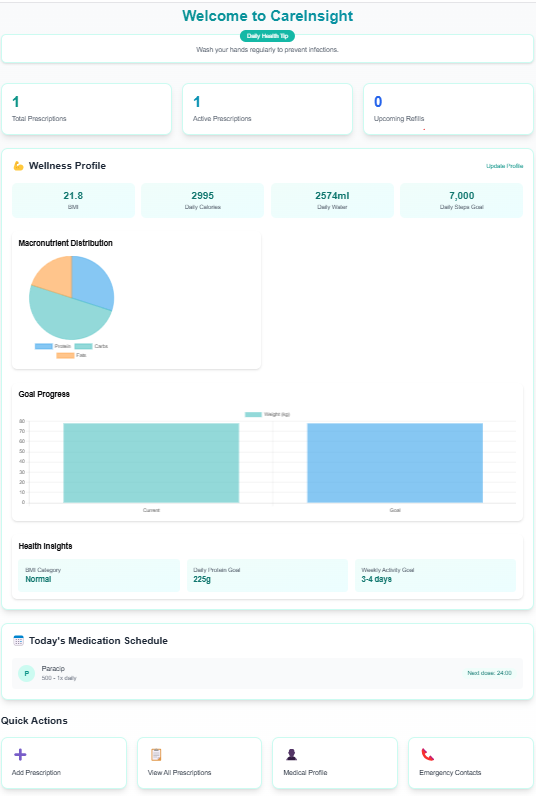 Welcome to CareInsight
Daily Health Tip
Wash your hands regularly to prevent infections.
1
Total Prescriptions
1
Active Prescriptions
0
Upcoming Refills
Wellness Profile
Update Profile
21.8
BMI
2995
Daily Calories
2574ml
Daily Water
7,000
Daily Steps Goal
Macronutrient Distribution
Protein
Carbs
Fats
Goal Progress
Weight (kg)
80
70
60
50
40
30
20
10
0
Current
Goal
Health Insights
BMI Category
Normal
Daily Protein Goal
225g
Weekly Activity Goal
3-4 days
Today's Medication Schedule
P
Paracip
500 - 1x daily
Next dose: 24:00
Quick Actions
Add Prescription
View All Prescriptions
Medical Profile
Emergency Contacts